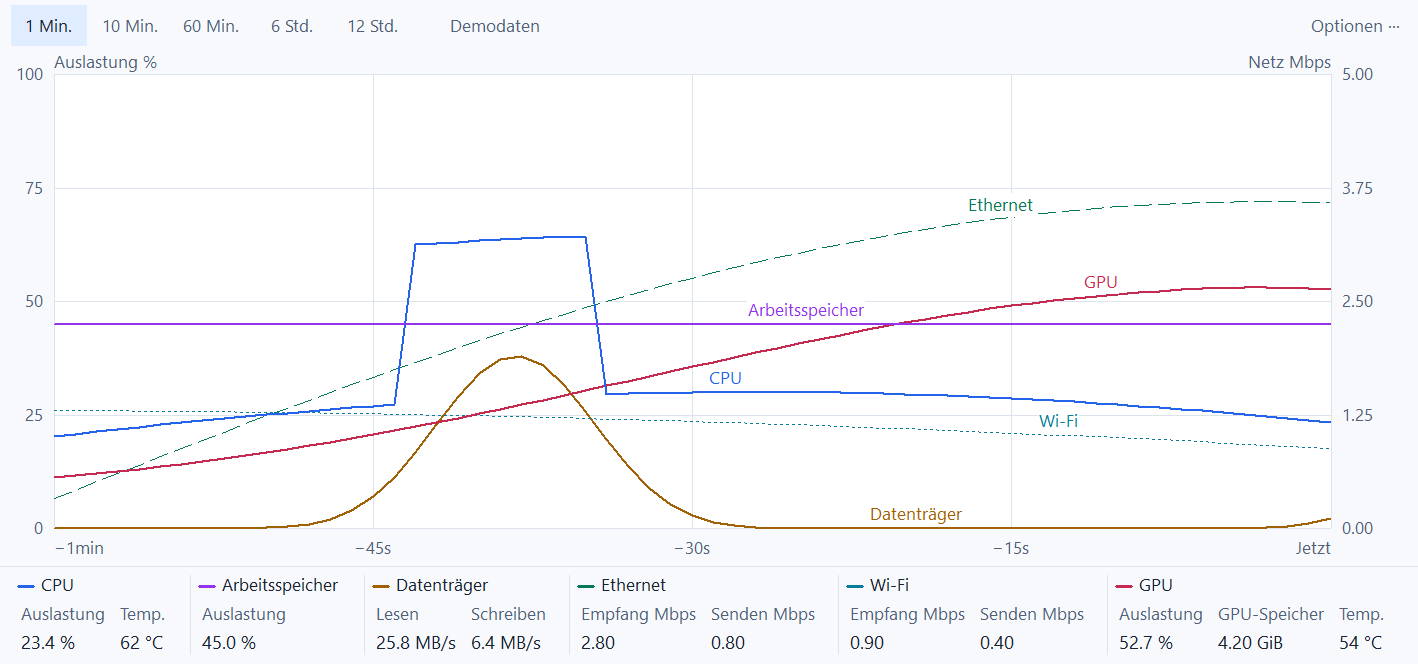 1 Min. 10 Min. 60 Min. 6 Std. 12 Std. Demodaten Optionen ···
Auslastung % Netz Mbps
100 5.00
75 3.75
Ethernet
GPU
50 2.50
Arbeitsspeicher
CPU
25 1.25
Wi-Fi
Datenträger
0 0.00
−1min −45s −30s −15s Jetzt
CPU Arbeitsspeicher Datenträger Ethernet Wi-Fi GPU
Auslastung Temp. Auslastung Lesen Schreiben Empfang Mbps Senden Mbps Empfang Mbps Senden Mbps Auslastung GPU-Speicher Temp.
23.4 % 62 °C 45.0 % 25.8 MB/s 6.4 MB/s 2.80 0.80 0.90 0.40 52.7 % 4.20 GiB 54 °C